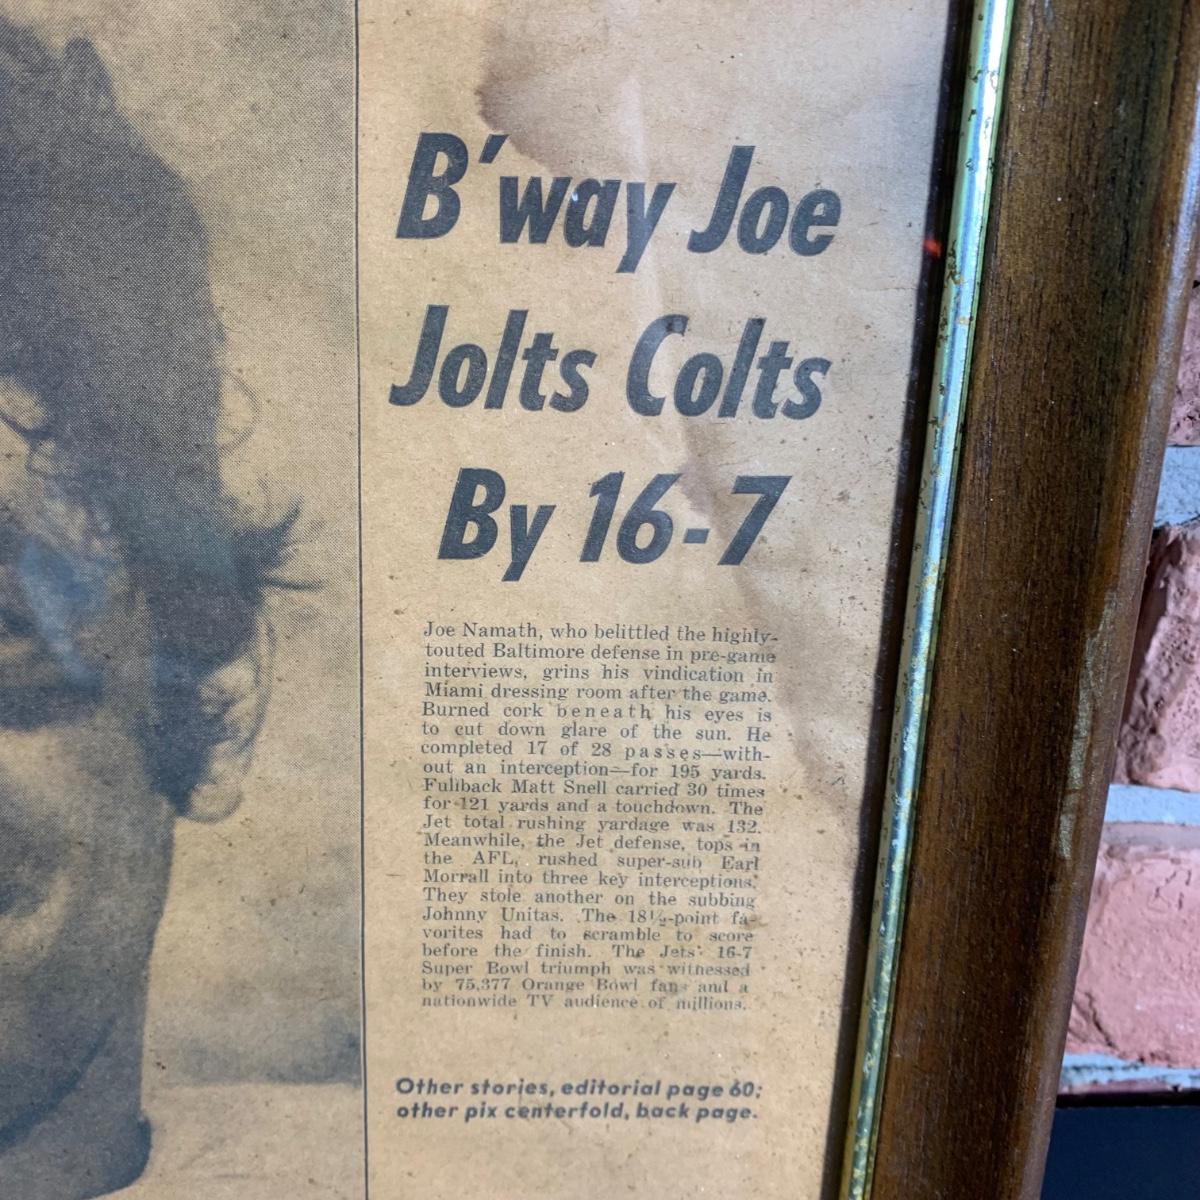 B'way Joe
Jolts Colts
By 16-7
Joe Namath, who belittled the highly-
touted Baltimore defense in pre-game
interviews, grins his vindication in
Miami dressing room after the game.
Burned cork beneath his eyes is
to cut down glare of the sun. He
completed 17 of 28 passes—with-
out an interception—for 195 yards.
Fullback Matt Snell carried 30 times
for 121 yards and a touchdown. The
Jet total rushing yardage was 132.
Meanwhile, the Jet defense, tops in
the AFL, rushed super-sub Earl
Morrall into three key interceptions.
They stole another on the subbing
Johnny Unitas. The 18½-point fa-
vorites had to scramble to score
before the finish. The Jets' 16-7
Super Bowl triumph was witnessed
by 75,377 Orange Bowl fans and a
nationwide TV audience of millions.
Other stories, editorial page 60;
other pix centerfold, back page.